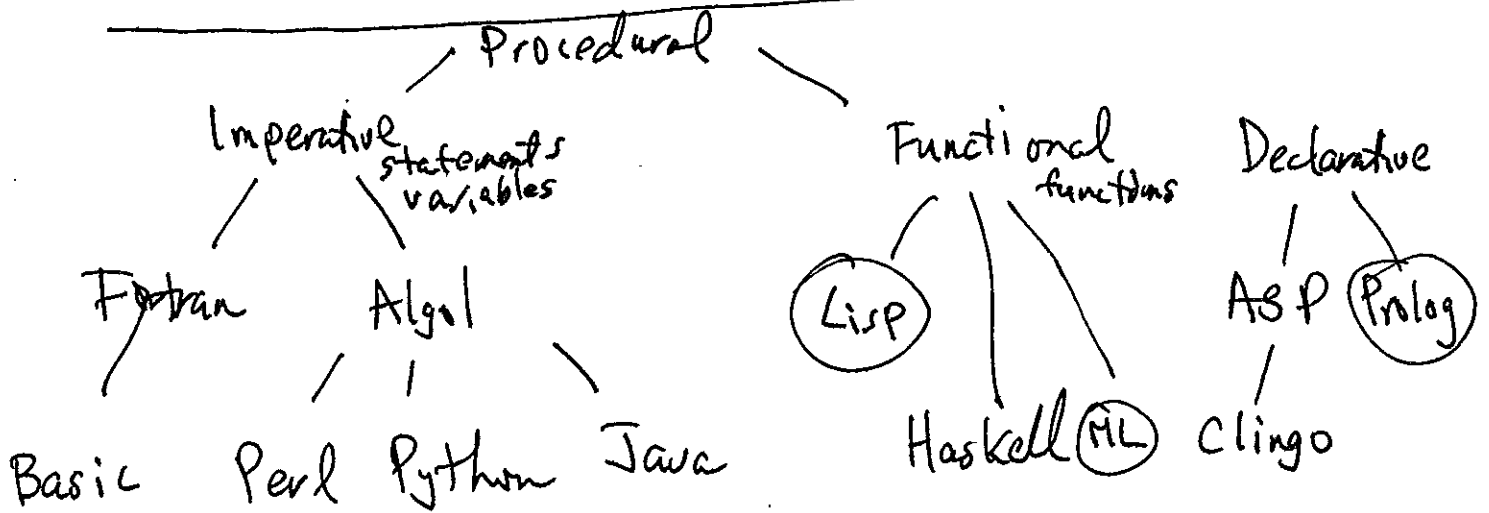 Procedural
Imperative Functional Declarative
statements
variables functions
Fortran Algol Lisp ASP Prolog
Basic Perl Python Java Haskell ML Clingo